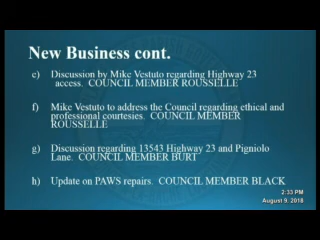 New Business cont.
e) Discussion by Mike Vestuto regarding Highway 23
access. COUNCIL MEMBER ROUSSELLE
f) Mike Vestuto to address the Council regarding ethical and
professional courtesies. COUNCIL MEMBER
ROUSSELLE
g) Discussion regarding 13543 Highway 23 and Pigniolo
Lane. COUNCIL MEMBER BURT
h) Update on PAWS repairs. COUNCIL MEMBER BLACK
2:33 PM
August 9, 2018